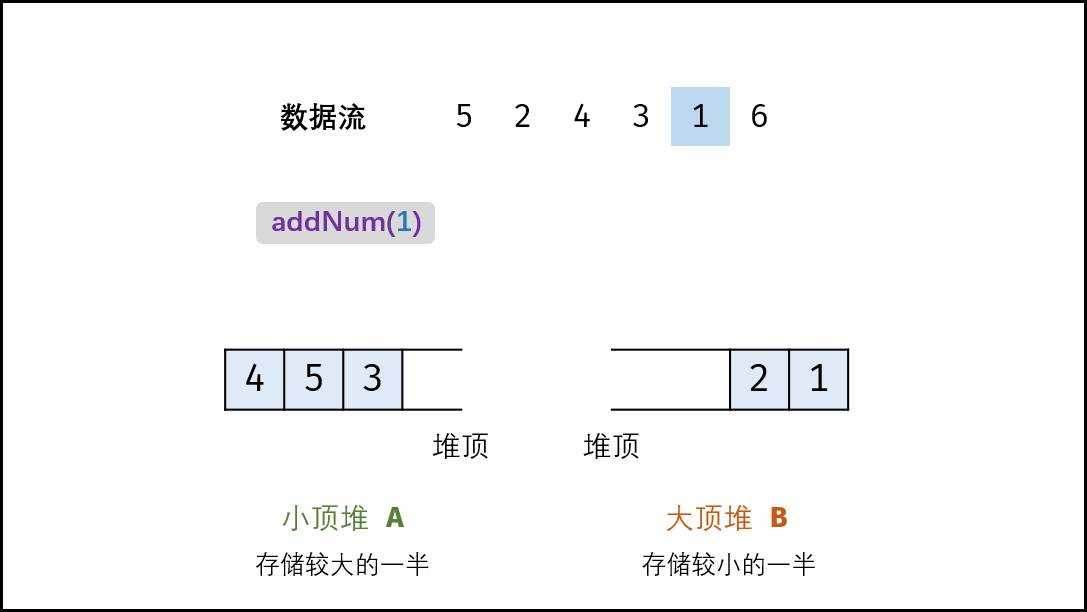 数据流 5 2 4 3 1 6
addNum(1)
4 5 3 2 1
堆顶 堆顶
小顶堆 A 大顶堆 B
存储较大的一半 存储较小的一半